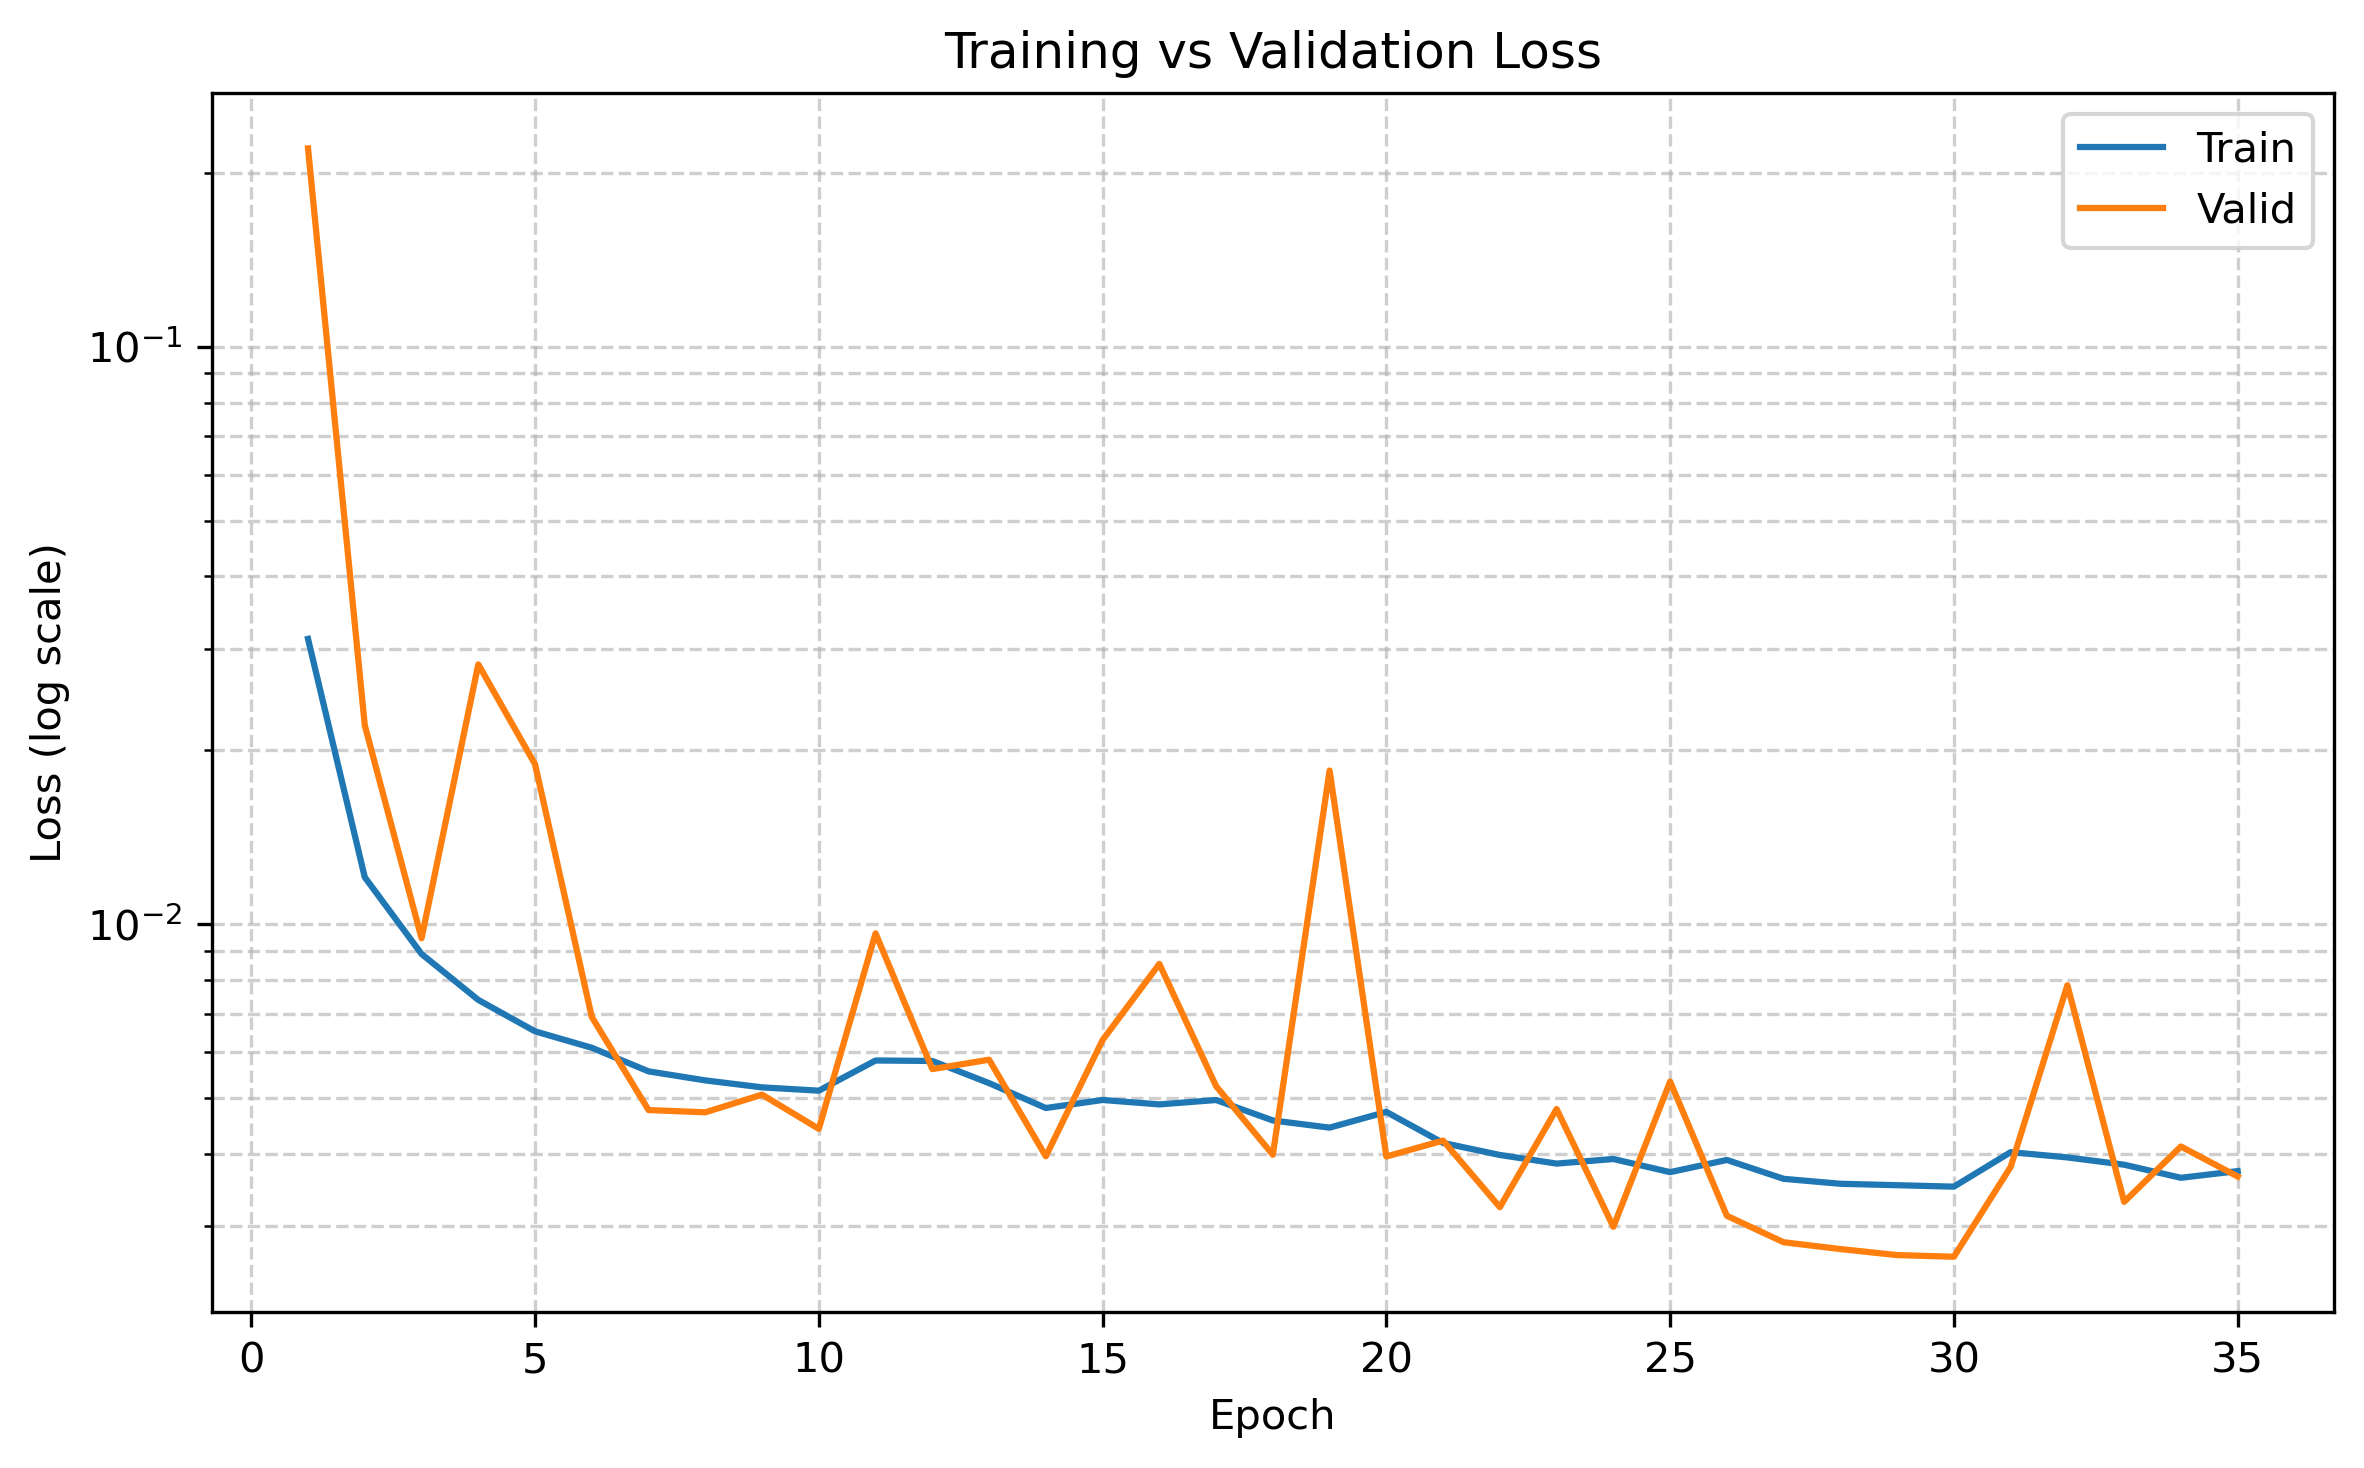 Training vs Validation Loss
Train
Valid
10⁻¹
10⁻²
Loss (log scale)
0 5 10 15 20 25 30 35
Epoch